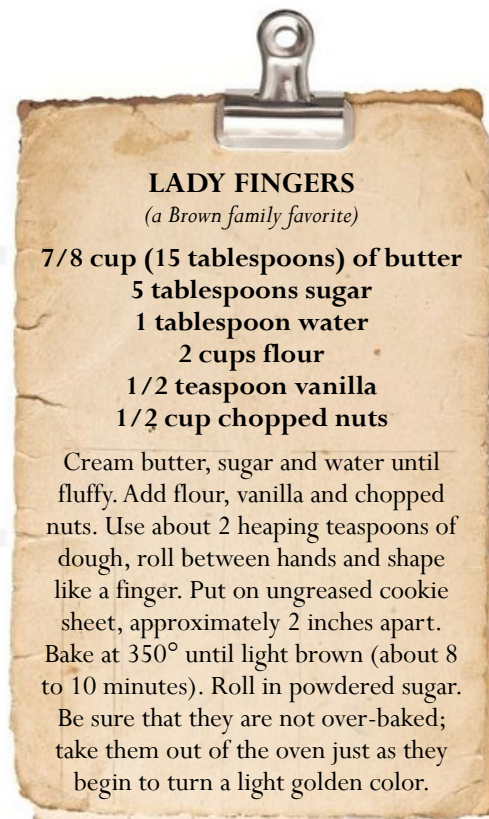 LADY FINGERS
(a Brown family favorite)
7/8 cup (15 tablespoons) of butter
5 tablespoons sugar
1 tablespoon water
2 cups flour
1/2 teaspoon vanilla
1/2 cup chopped nuts
Cream butter, sugar and water until
fluffy. Add flour, vanilla and chopped
nuts. Use about 2 heaping teaspoons of
dough, roll between hands and shape
like a finger. Put on ungreased cookie
sheet, approximately 2 inches apart.
Bake at 350° until light brown (about 8
to 10 minutes). Roll in powdered sugar.
Be sure that they are not over-baked;
take them out of the oven just as they
begin to turn a light golden color.